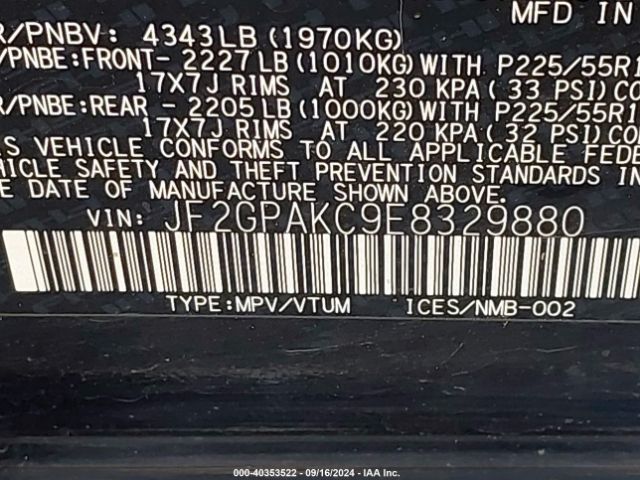 MFD IN
R/PNBV: 4343LB (1970KG)
/PNBE:FRONT- 2227 LB (1010KG) WITH P225/55R1
17X7J RIMS AT 230 KPA ( 33 PSI) CO
R/PNBE:REAR - 2205 LB (1000KG) WITH P225/55R1
17X7J RIMS AT 220 KPA ( 32 PSI) CO
S VEHICLE CONFORMS TO ALL APPLICABLE FEDE
HICLE SAFETY AND THEFT PREVENTION STANDARDS IN
E DATE OF MANUFACTURE SHOWN ABOVE.
VIN: JF2GPAKC9E8329880
TYPE:MPV/VTUM ICES/NMB-002
Copart
©00 - 40353522 - 09/16/2024 - IAA Inc.